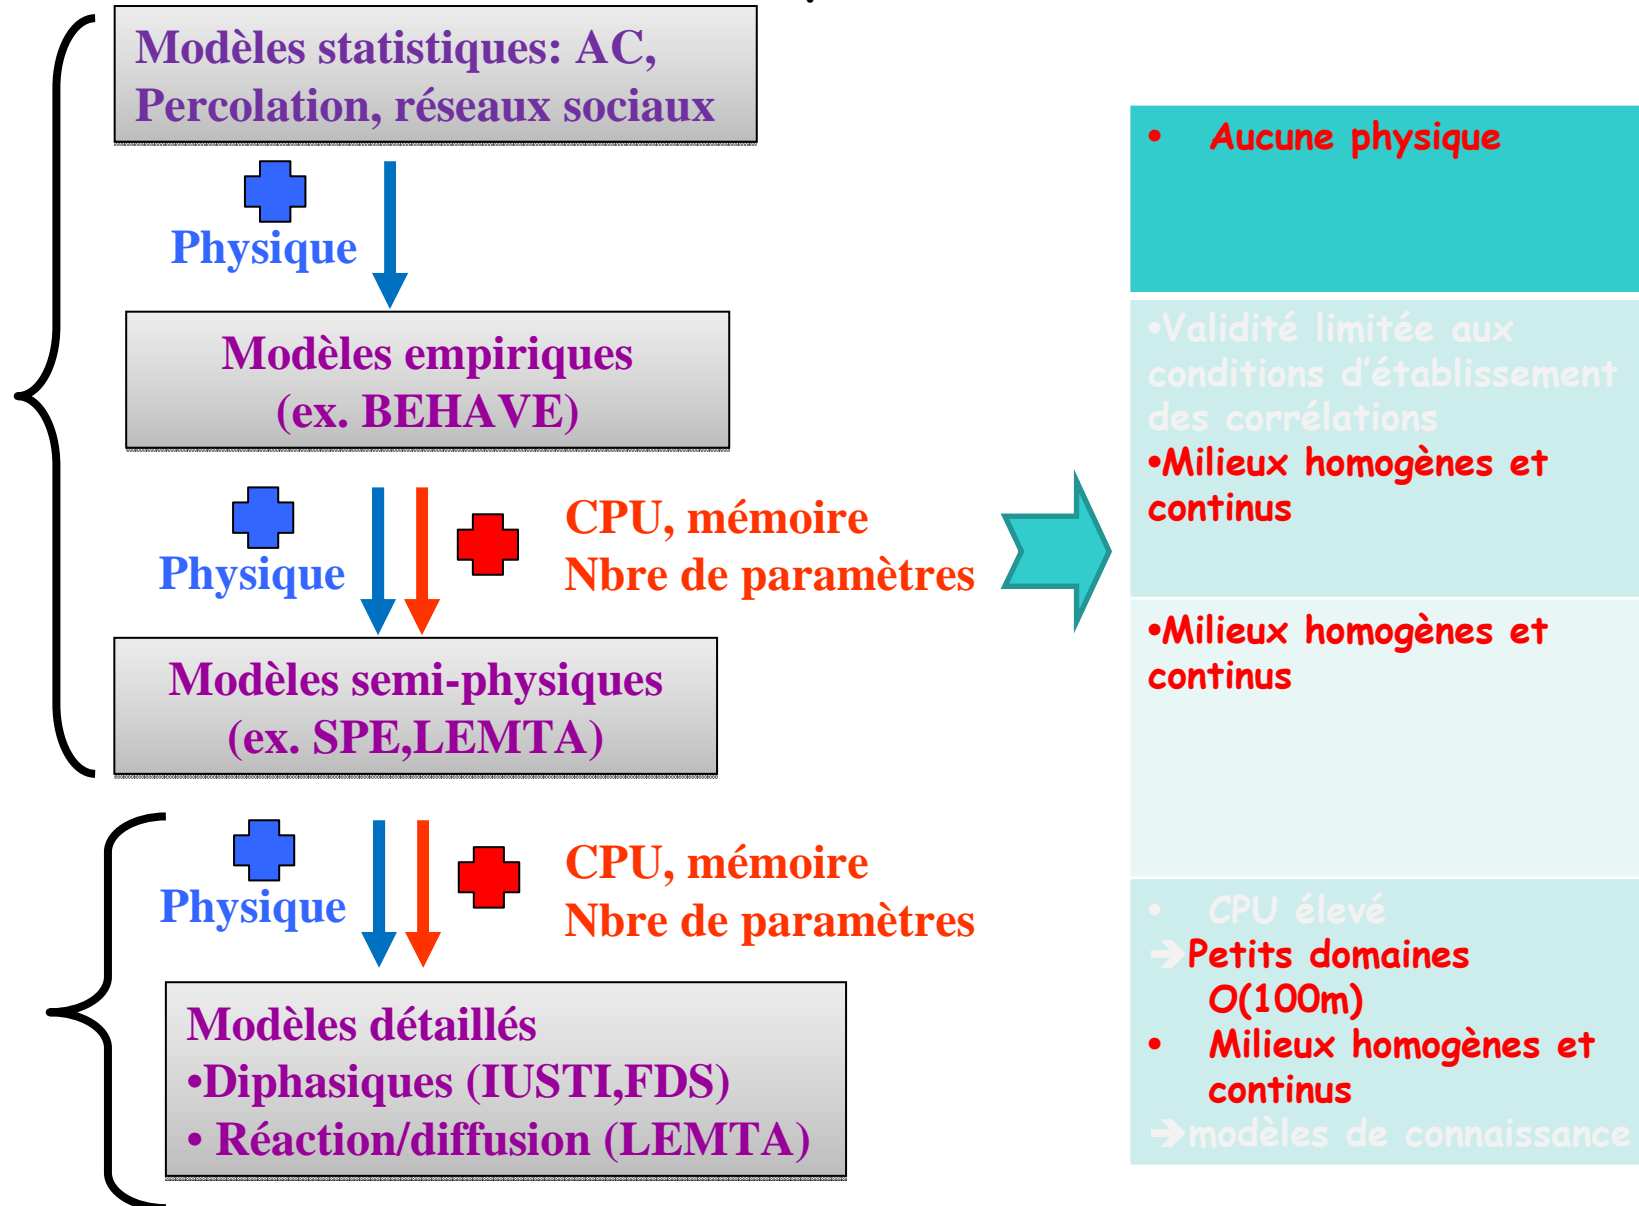 Modèles statistiques: AC,
Percolation, réseaux sociaux
Physique
Modèles empiriques
(ex. BEHAVE)
Physique
CPU, mémoire
Nbre de paramètres
Modèles semi-physiques
(ex. SPE,LEMTA)
Physique
CPU, mémoire
Nbre de paramètres
Modèles détaillés
•Diphasiques (IUSTI,FDS)
• Réaction/diffusion (LEMTA)
• Aucune physique
•Validité limitée aux
conditions d'établissement
des corrélations
•Milieux homogènes et
continus
•Milieux homogènes et
continus
• CPU élevé
➔Petits domaines
O(100m)
• Milieux homogènes et
continus
➔modèles de connaissance